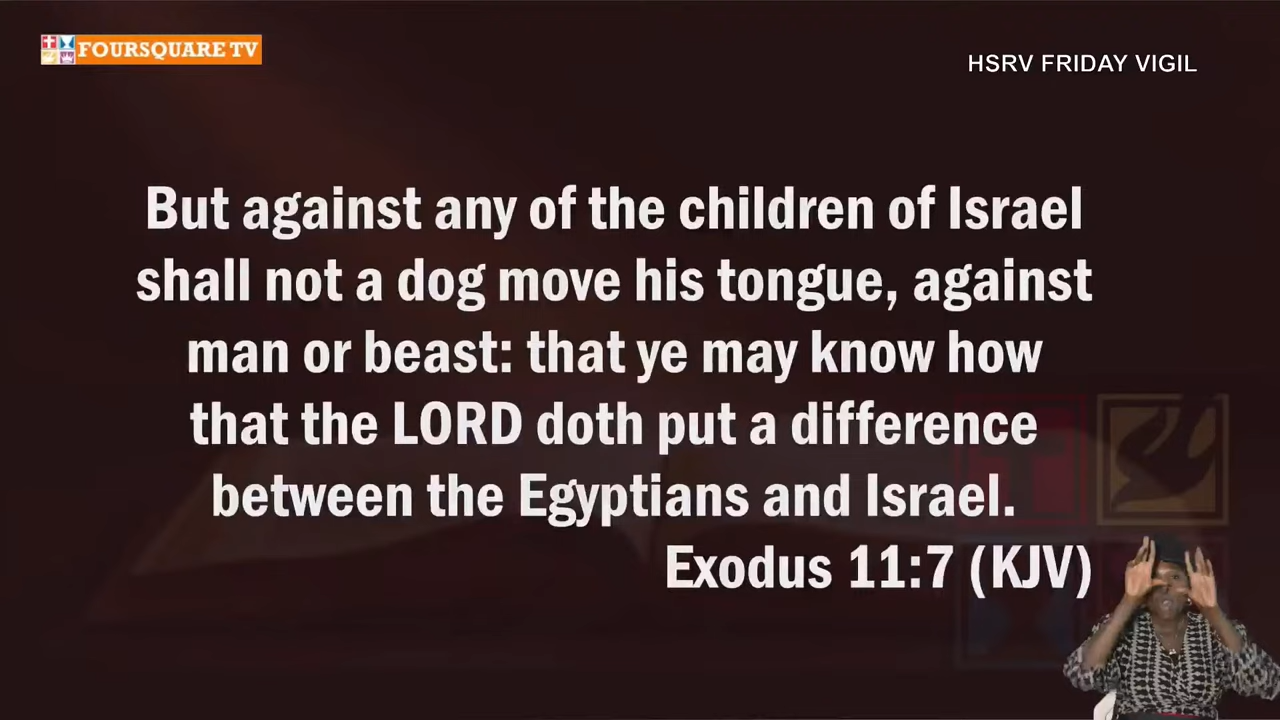 FOURSQUARE TV
HSRV FRIDAY VIGIL
But against any of the children of Israel
shall not a dog move his tongue, against
man or beast: that ye may know how
that the LORD doth put a difference
between the Egyptians and Israel.
Exodus 11:7 (KJV)